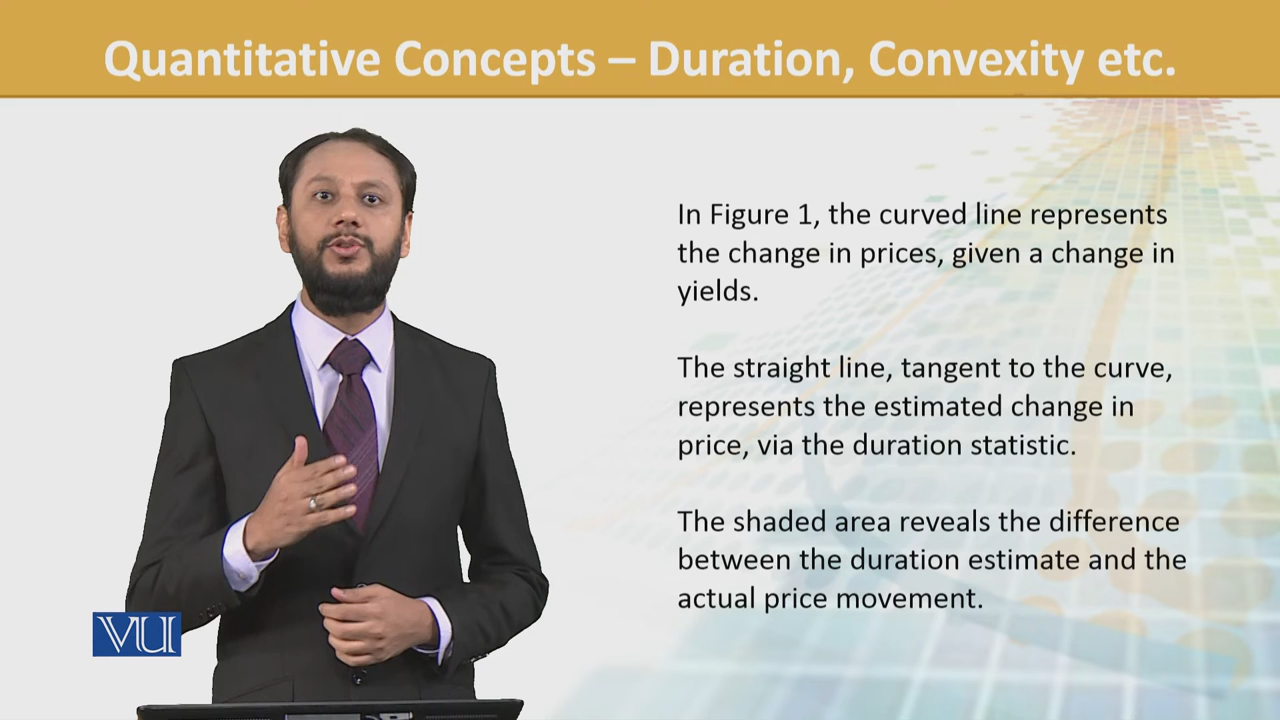 Quantitative Concepts – Duration, Convexity etc.
In Figure 1, the curved line represents
the change in prices, given a change in
yields.
The straight line, tangent to the curve,
represents the estimated change in
price, via the duration statistic.
The shaded area reveals the difference
between the duration estimate and the
actual price movement.
VU